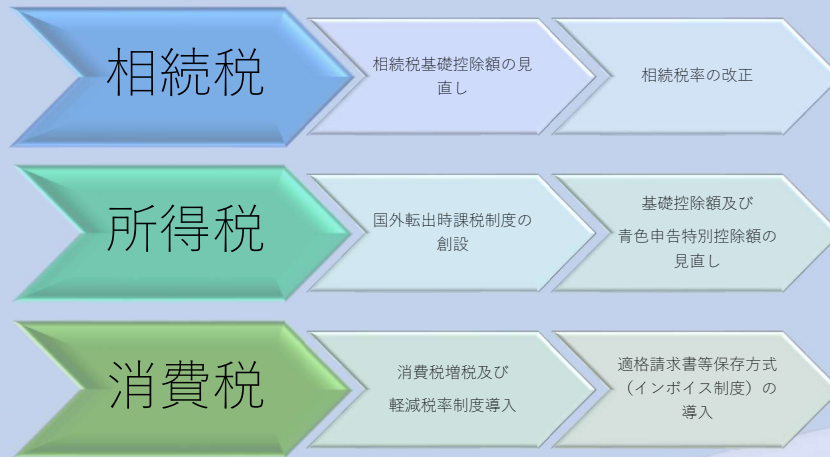 相続税
相続税基礎控除額の見
直し
相続税率の改正
所得税
国外転出時課税制度の
創設
基礎控除額及び
青色申告特別控除額の
見直し
消費税
消費税増税及び
軽減税率制度導入
適格請求書等保存方式
（インボイス制度）の
導入